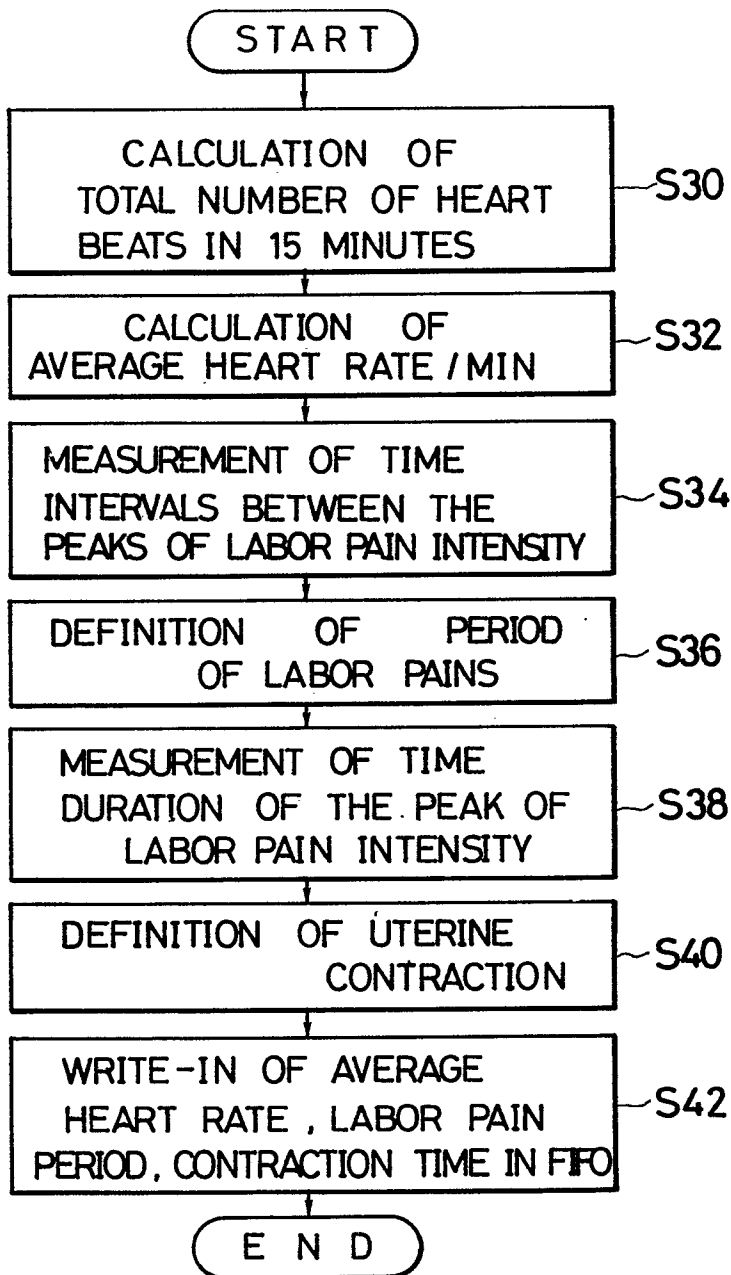 START
CALCULATION OF
TOTAL NUMBER OF HEART
BEATS IN 15 MINUTES
S30
CALCULATION OF
AVERAGE HEART RATE / MIN
S32
MEASUREMENT OF TIME
INTERVALS BETWEEN THE
PEAKS OF LABOR PAIN INTENSITY
S34
DEFINITION OF PERIOD
OF LABOR PAINS
S36
MEASUREMENT OF TIME
DURATION OF THE PEAK OF
LABOR PAIN INTENSITY
S38
DEFINITION OF UTERINE
CONTRACTION
S40
WRITE-IN OF AVERAGE
HEART RATE, LABOR PAIN
PERIOD, CONTRACTION TIME IN FIFO
S42
END